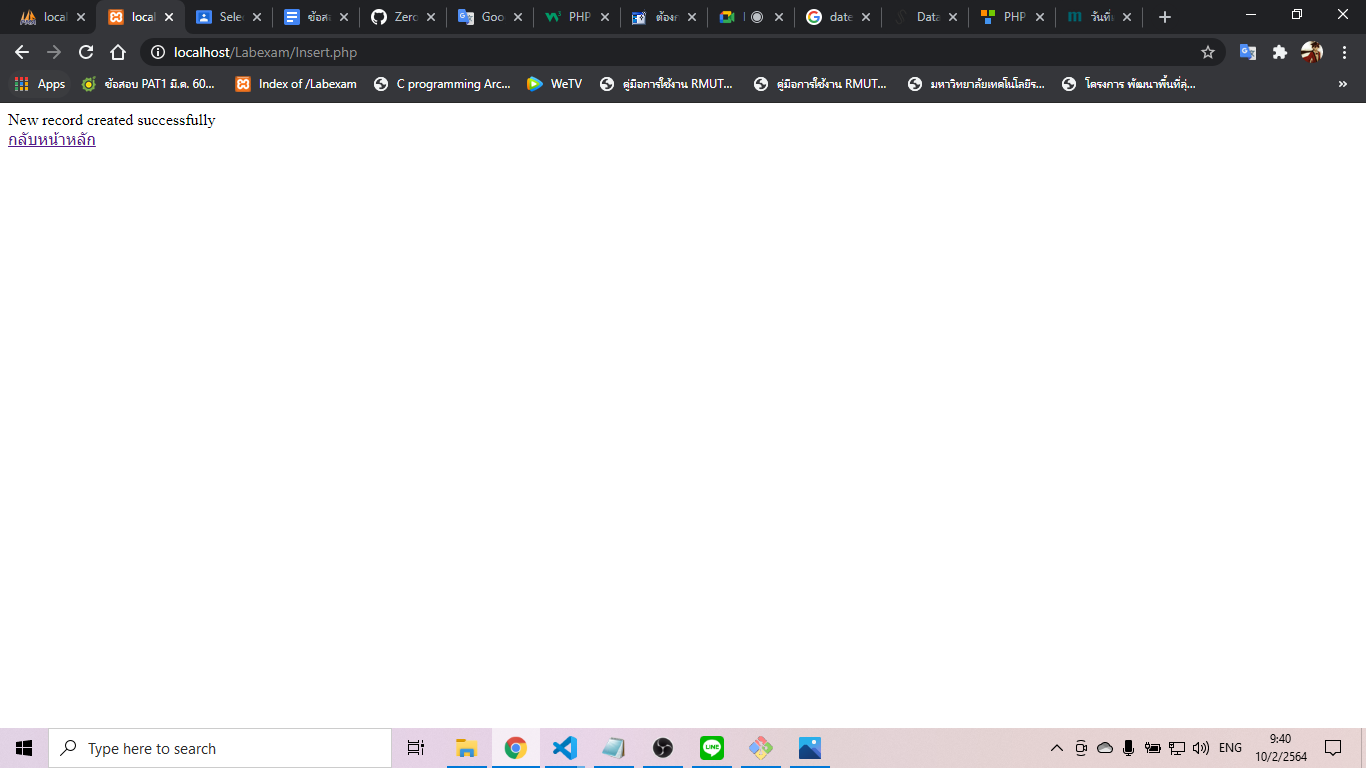 local
local
Selec
ข้อส
Zero
Goo
PHP
ต้องก
date
Data
PHP
วันที่
localhost/Labexam/Insert.php
Apps
ข้อสอบ PAT1 มี.ค. 60...
Index of /Labexam
C programming Arc...
WeTV
คู่มือการใช้งาน RMUT...
คู่มือการใช้งาน RMUT...
มหาวิทยาลัยเทคโนโลยีร...
โครงการ พัฒนาพื้นที่สุ่...
»
New record created successfully
กลับหน้าหลัก
Type here to search
LINE
ENG
9:40
10/2/2564